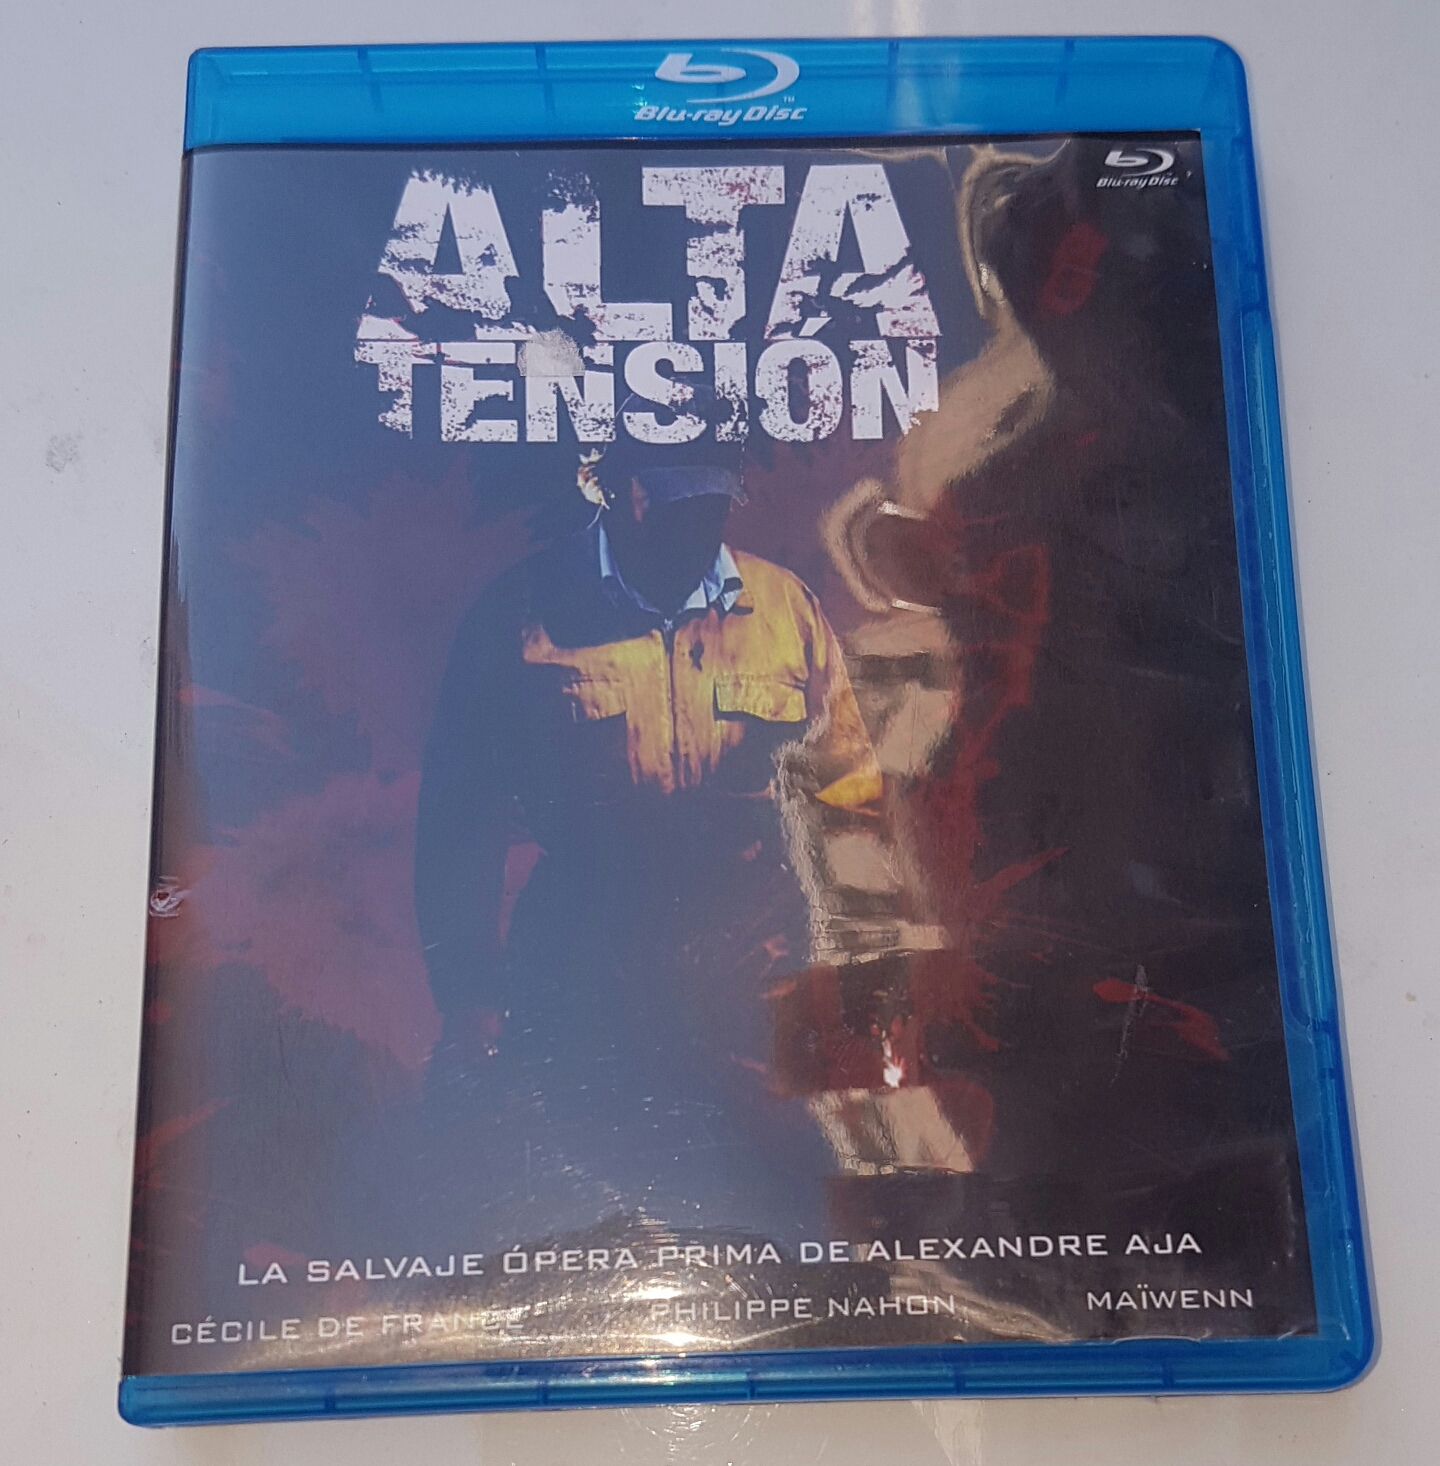 Blu-ray Disc
Blu-ray Disc
ALTA
TENSIÓN
LA SALVAJE ÓPERA PRIMA DE ALEXANDRE AJA
CÉCILE DE FRANCE PHILIPPE NAHON MAÏWENN